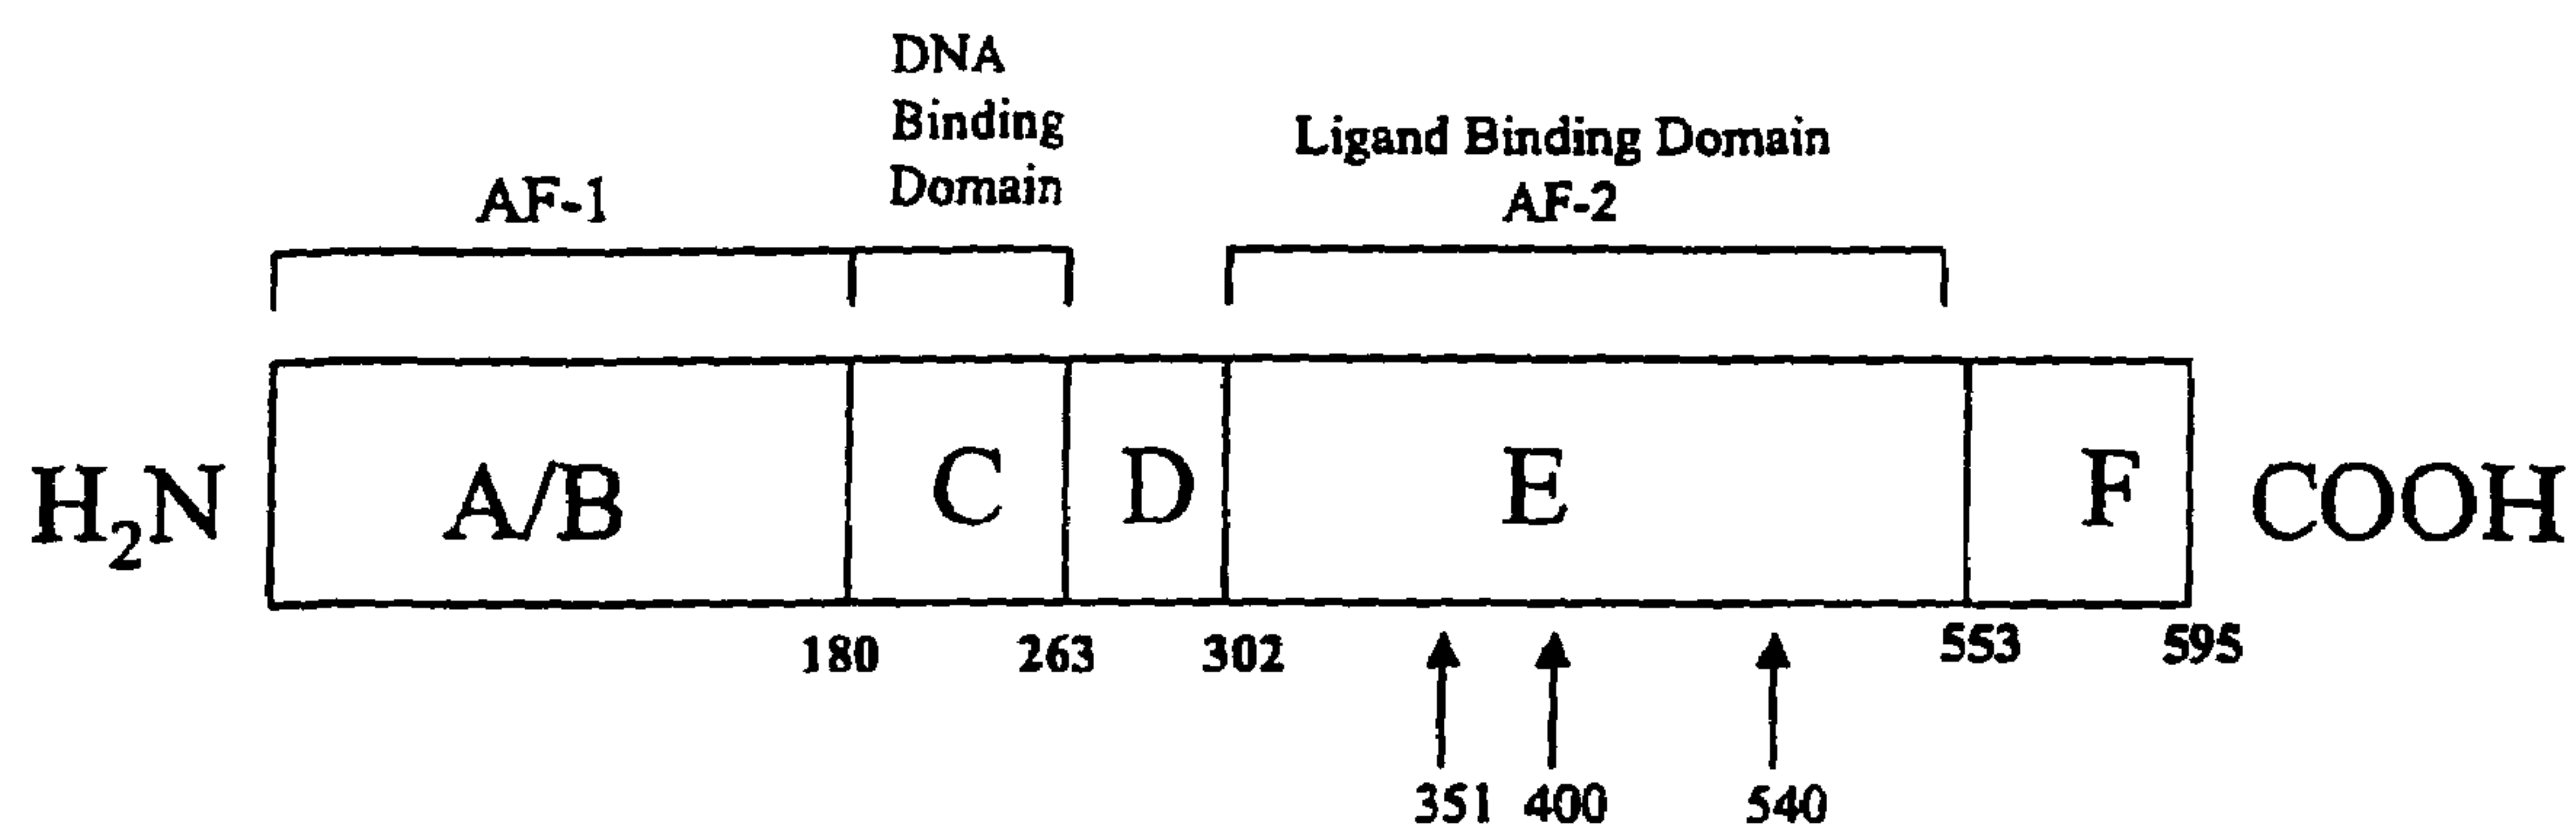 DNA
Binding
Domain
AF-1
Ligand Binding Domain
AF-2
H₂N A/B C D E F COOH
180 263 302 553 595
351 400 540